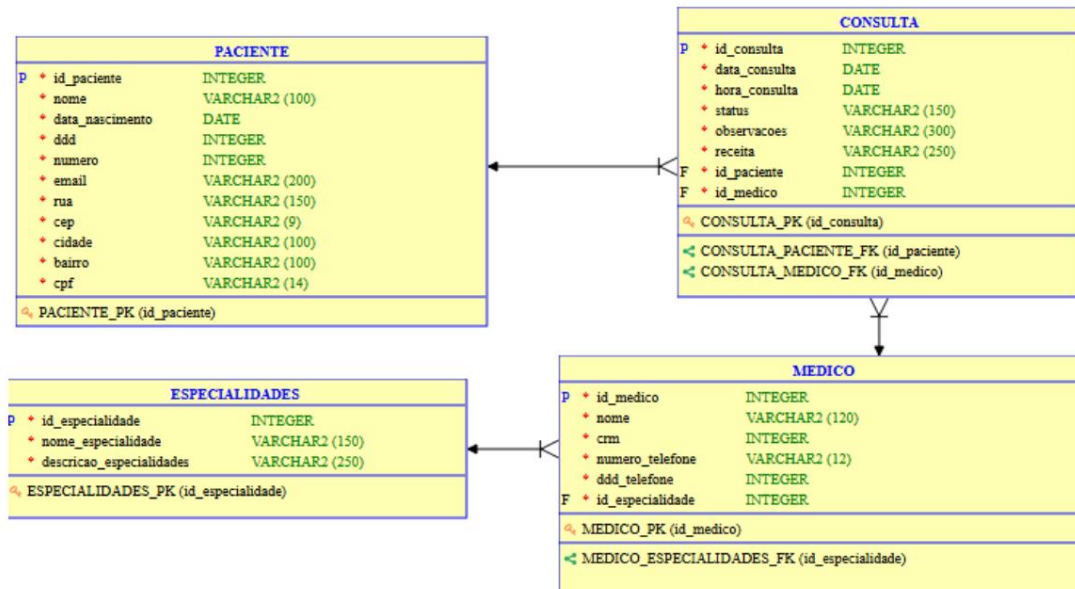 PACIENTE
P * id_paciente INTEGER
* nome VARCHAR2 (100)
* data_nascimento DATE
* ddd INTEGER
* numero INTEGER
* email VARCHAR2 (200)
* rua VARCHAR2 (150)
* cep VARCHAR2 (9)
* cidade VARCHAR2 (100)
* bairro VARCHAR2 (100)
* cpf VARCHAR2 (14)
PACIENTE_PK (id_paciente)
CONSULTA
P * id_consulta INTEGER
* data_consulta DATE
* hora_consulta DATE
* status VARCHAR2 (150)
* observacoes VARCHAR2 (300)
* receita VARCHAR2 (250)
F * id_paciente INTEGER
F * id_medico INTEGER
CONSULTA_PK (id_consulta)
CONSULTA_PACIENTE_FK (id_paciente)
CONSULTA_MEDICO_FK (id_medico)
ESPECIALIDADES
P * id_especialidade INTEGER
* nome_especialidade VARCHAR2 (150)
* descricao_especialidades VARCHAR2 (250)
ESPECIALIDADES_PK (id_especialidade)
MEDICO
P * id_medico INTEGER
* nome VARCHAR2 (120)
* crm INTEGER
* numero_telefone VARCHAR2 (12)
* ddd_telefone INTEGER
F * id_especialidade INTEGER
MEDICO_PK (id_medico)
MEDICO_ESPECIALIDADES_FK (id_especialidade)